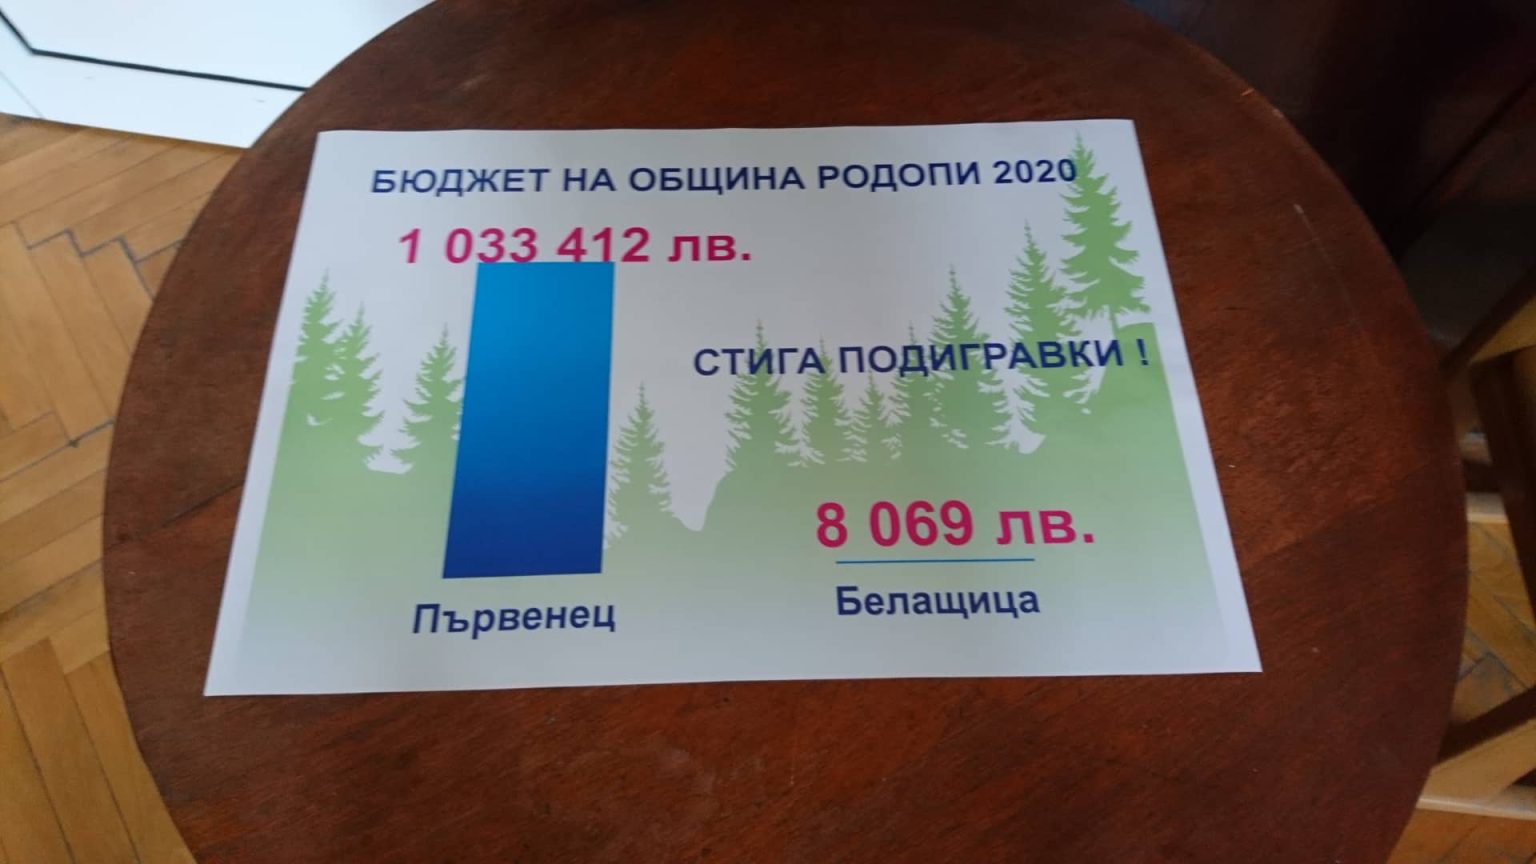 БЮДЖЕТ НА ОБЩИНА РОДОПИ 2020
1 033 412 лв.
СТИГА ПОДИГРАВКИ !
8 069 лв.
Първенец
Белащица